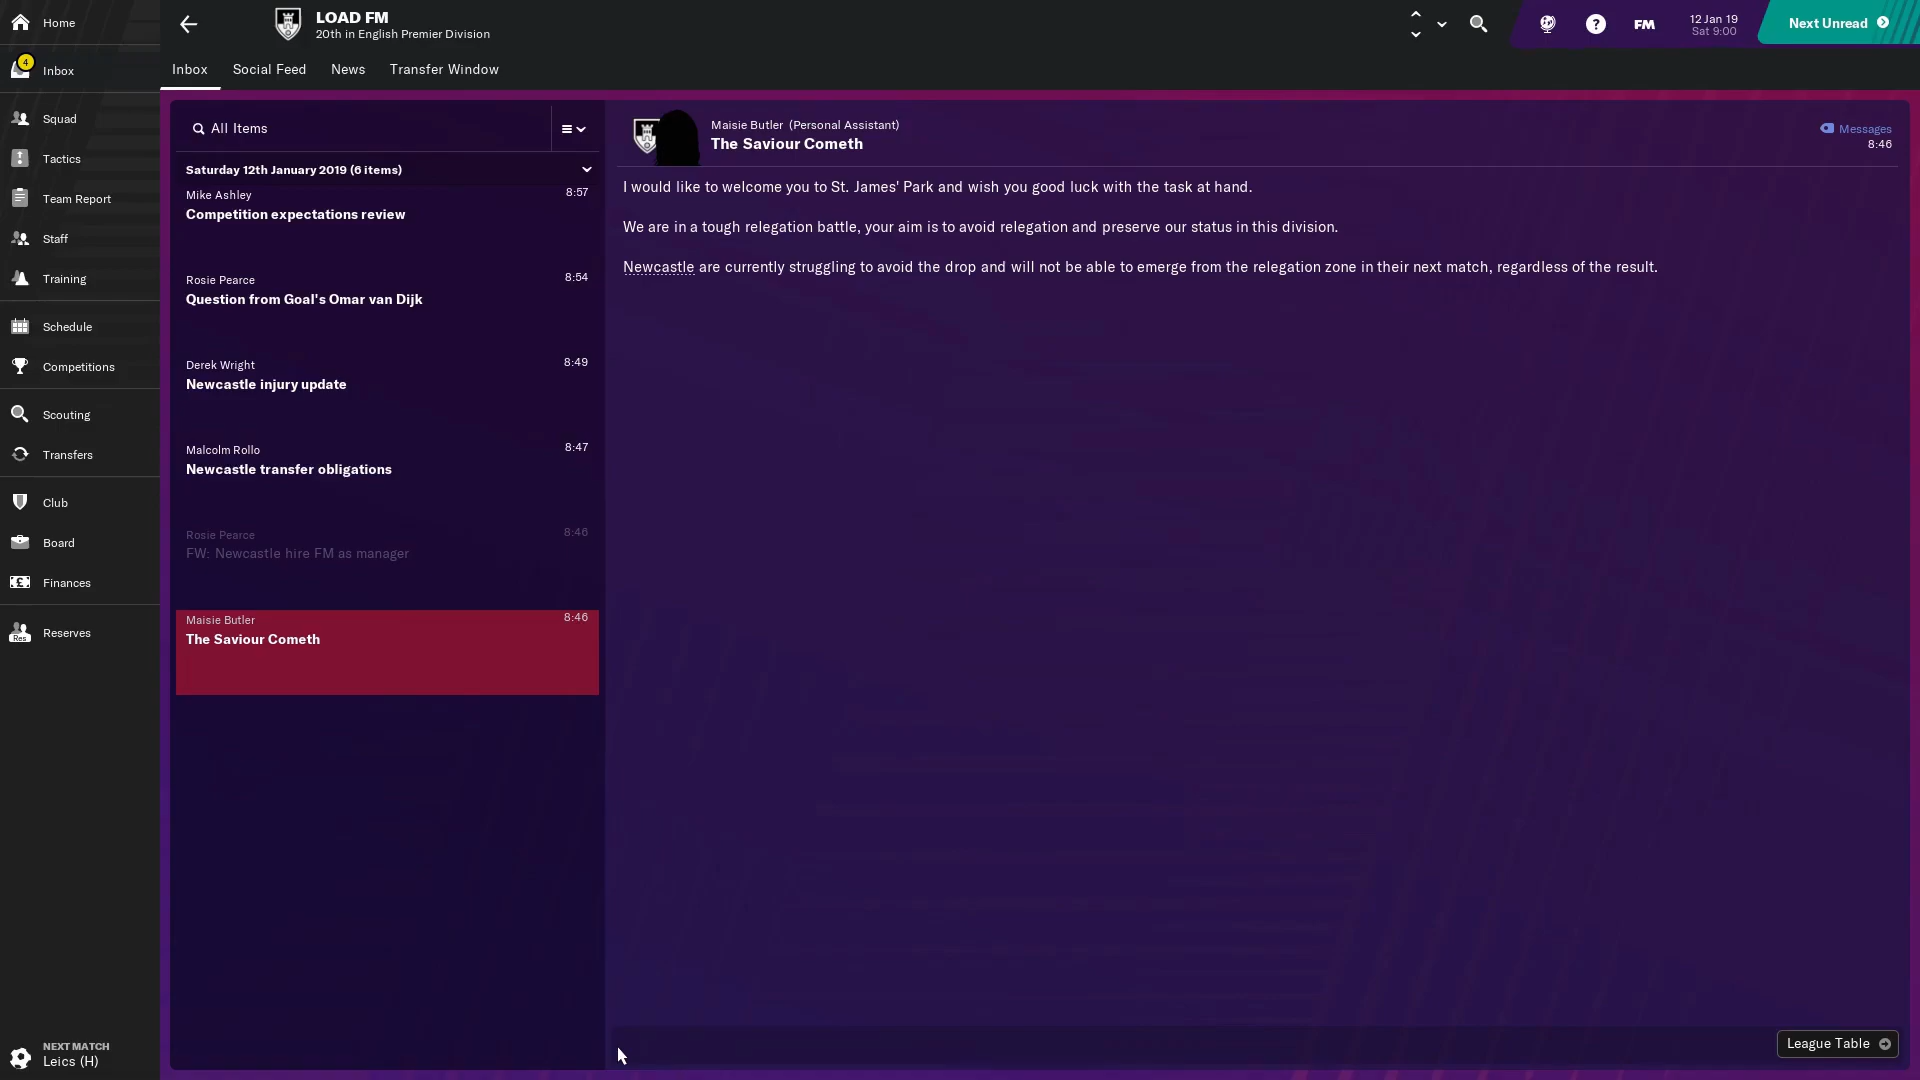 Home
LOAD FM
20th in English Premier Division
FM
12 Jan 19
Sat 9:00
Next Unread
4
Inbox
Squad
Tactics
Team Report
Staff
Training
Schedule
Competitions
Scouting
Transfers
Club
Board
Finances
Res
Reserves
NEXT MATCH
Leics (H)
Inbox Social Feed News Transfer Window
All Items
Saturday 12th January 2019 (6 items)
Mike Ashley 8:57
Competition expectations review
Rosie Pearce 8:54
Question from Goal's Omar van Dijk
Derek Wright 8:49
Newcastle injury update
Malcolm Rollo 8:47
Newcastle transfer obligations
Rosie Pearce 8:46
FW: Newcastle hire FM as manager
Maisie Butler 8:46
The Saviour Cometh
Maisie Butler (Personal Assistant)
The Saviour Cometh
Messages
8:46
I would like to welcome you to St. James' Park and wish you good luck with the task at hand.
We are in a tough relegation battle, your aim is to avoid relegation and preserve our status in this division.
Newcastle are currently struggling to avoid the drop and will not be able to emerge from the relegation zone in their next match, regardless of the result.
League Table